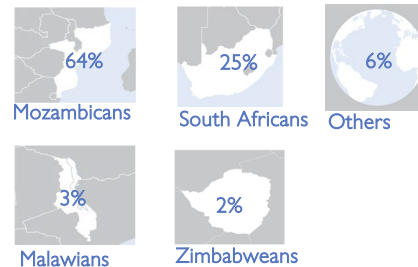 64%
Mozambicans
25%
South Africans
6%
Others
3%
Malawians
2%
Zimbabweans